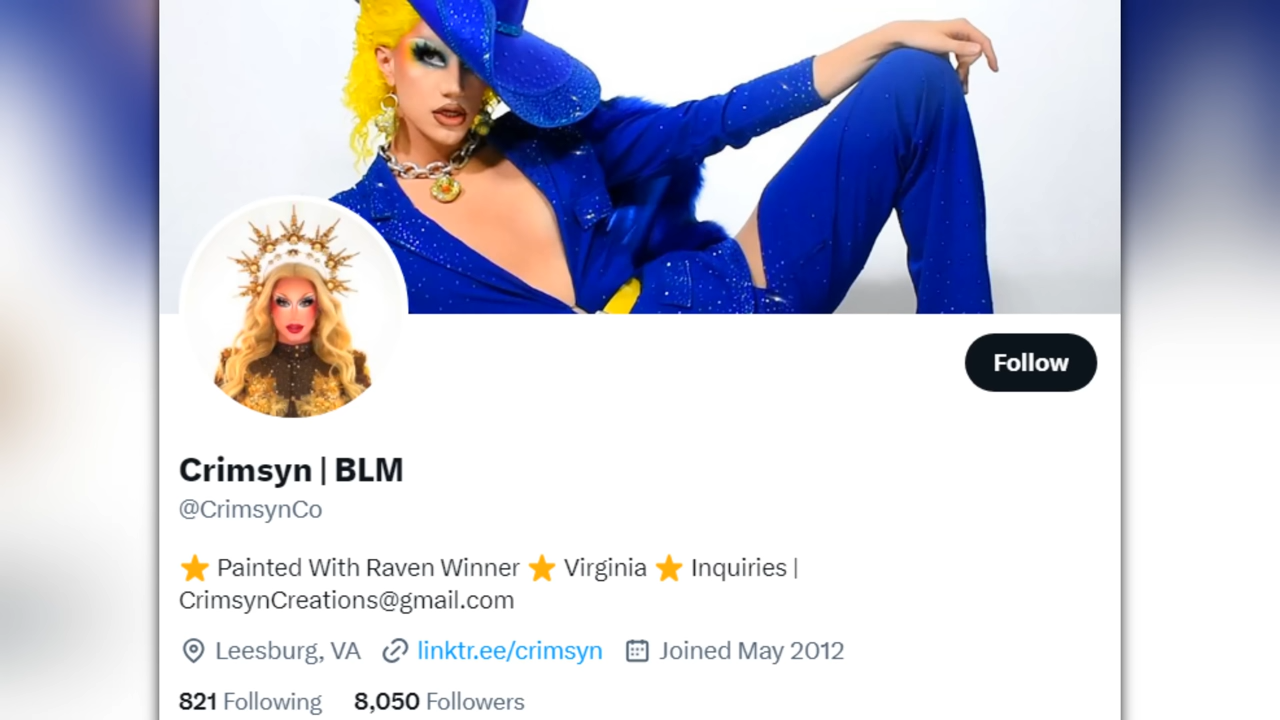 Follow
Crimsyn | BLM
@CrimsynCo
⭐ Painted With Raven Winner ⭐ Virginia ⭐ Inquiries |
CrimsynCreations@gmail.com
Leesburg, VA linktr.ee/crimsyn Joined May 2012
821 Following 8,050 Followers